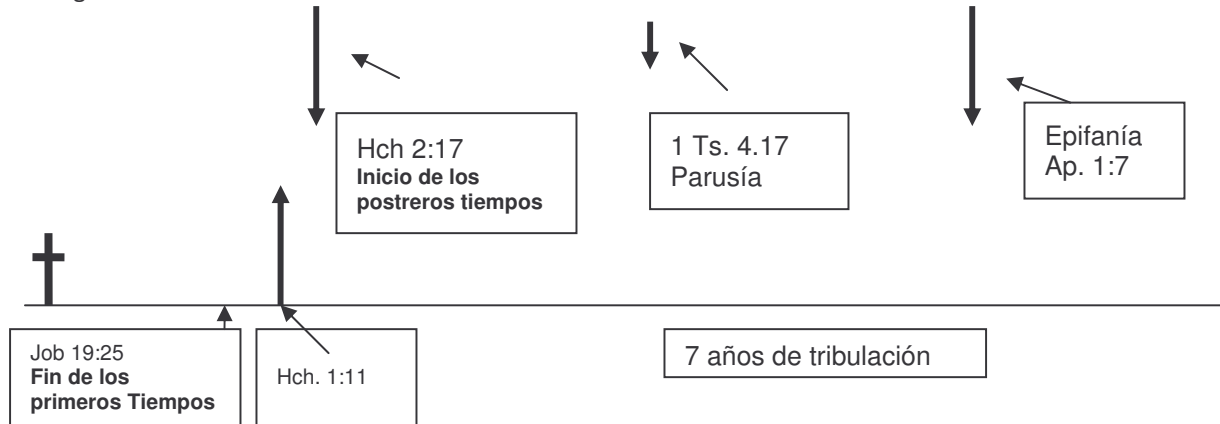 Hch 2:17
Inicio de los
postreros tiempos
1 Ts. 4.17
Parusía
Epifanía
Ap. 1:7
Job 19:25
Fin de los
primeros Tiempos
Hch. 1:11
7 años de tribulación